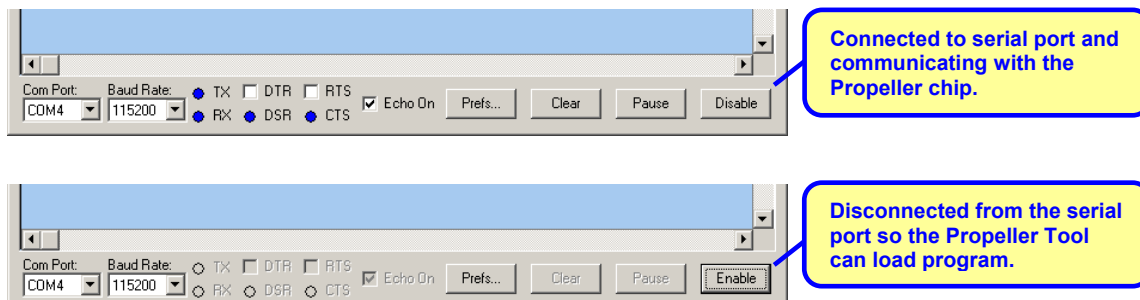 Connected to serial port and
communicating with the
Propeller chip.
Com Port:
Baud Rate:
COM4
115200
TX
DTR
RTS
RX
DSR
CTS
Echo On
Prefs...
Clear
Pause
Disable
Disconnected from the serial
port so the Propeller Tool
can load program.
Com Port:
Baud Rate:
COM4
115200
TX
DTR
RTS
RX
DSR
CTS
Echo On
Prefs...
Clear
Pause
Enable